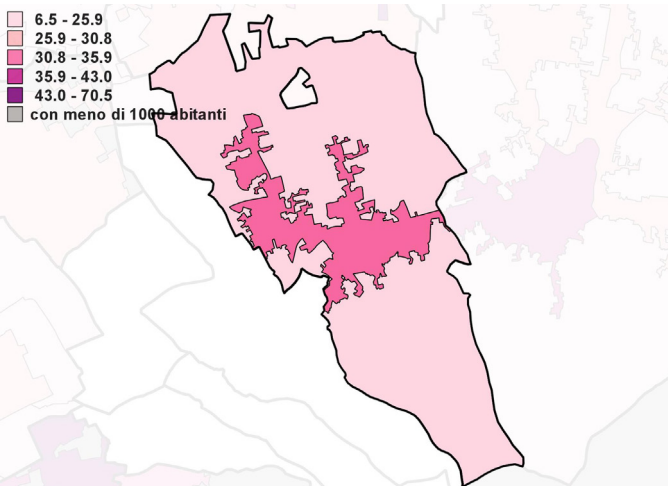 6.5 - 25.9
25.9 - 30.8
30.8 - 35.9
35.9 - 43.0
43.0 - 70.5
con meno di 1000 abitanti